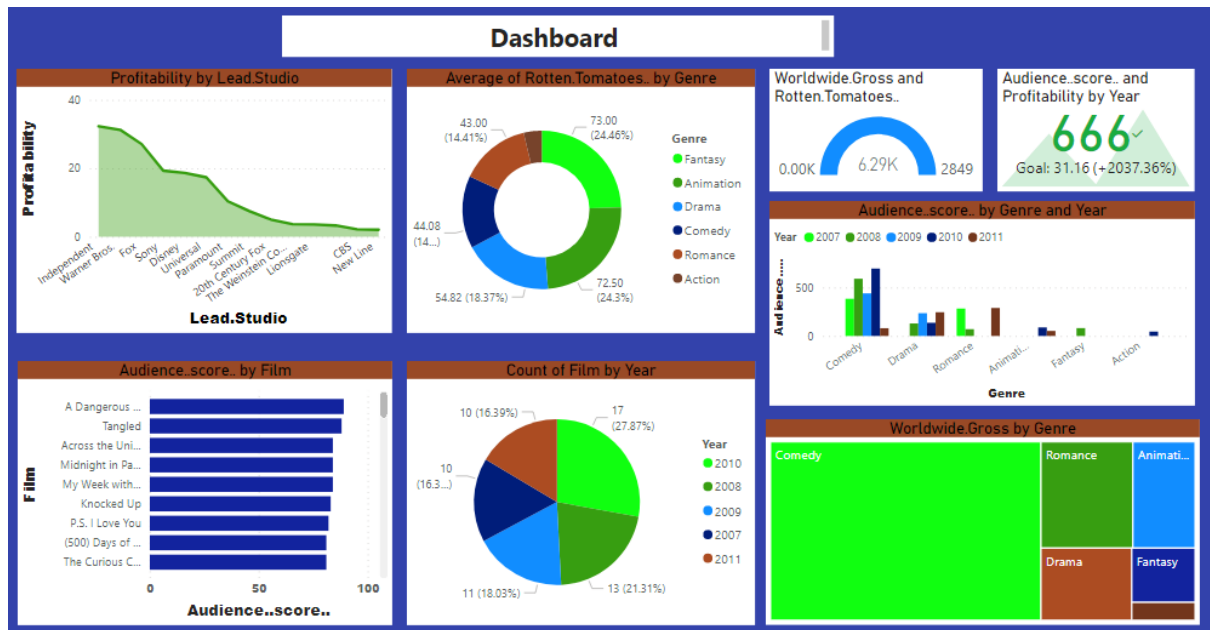 Dashboard
Profitability by Lead.Studio
40
20
0
Profitability
Independent
Warner Bros.
Fox
Sony
Disney
Universal
Paramount
Summit
20th Century Fox
The Weinstein Co...
Lionsgate
CBS
New Line
Lead.Studio
Average of Rotten.Tomatoes.. by Genre
43.00
(14.41%)
73.00
(24.46%)
44.08
(14...)
54.82 (18.37%)
72.50
(24.3%)
Genre
Fantasy
Animation
Drama
Comedy
Romance
Action
Worldwide.Gross and
Rotten.Tomatoes..
0.00K
6.29K
2849
Audience..score.. and
Profitability by Year
666
Goal: 31.16 (+2037.36%)
Audience..score.. by Genre and Year
Year 2007 2008 2009 2010 2011
500
0
Audience.....
Comedy
Drama
Romance
Animati...
Fantasy
Action
Genre
Audience..score.. by Film
Film
A Dangerous ...
Tangled
Across the Uni...
Midnight in Pa...
My Week with...
Knocked Up
P.S. I Love You
(500) Days of ...
The Curious C...
0 50 100
Audience..score..
Count of Film by Year
10 (16.39%)
17
(27.87%)
10
(16.3...)
11 (18.03%)
13 (21.31%)
Year
2010
2008
2009
2007
2011
Worldwide.Gross by Genre
Comedy
Romance
Animati...
Drama
Fantasy